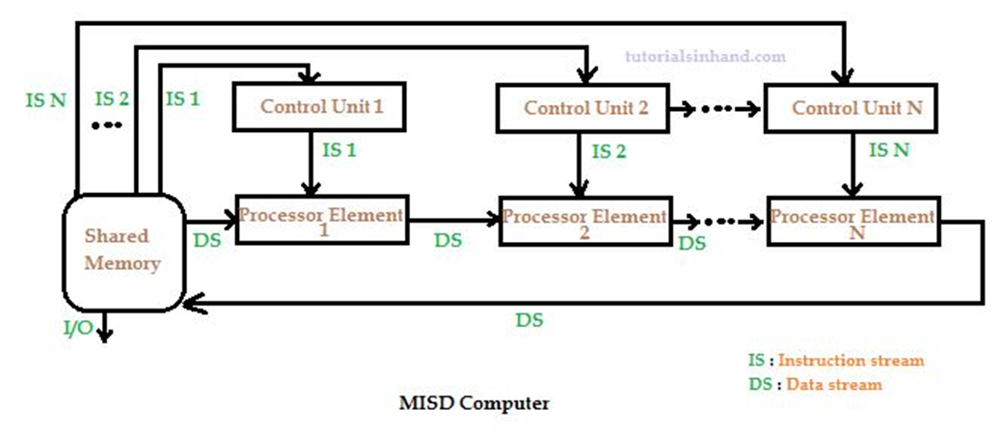 tutorialsinhand.com
IS N IS 2 IS 1
Control Unit 1 Control Unit 2 Control Unit N
IS 1 IS 2 IS N
Processor Element
1
Processor Element
2
Processor Element
N
Shared
Memory
DS DS DS
I/O
DS
IS : Instruction stream
DS : Data stream
MISD Computer